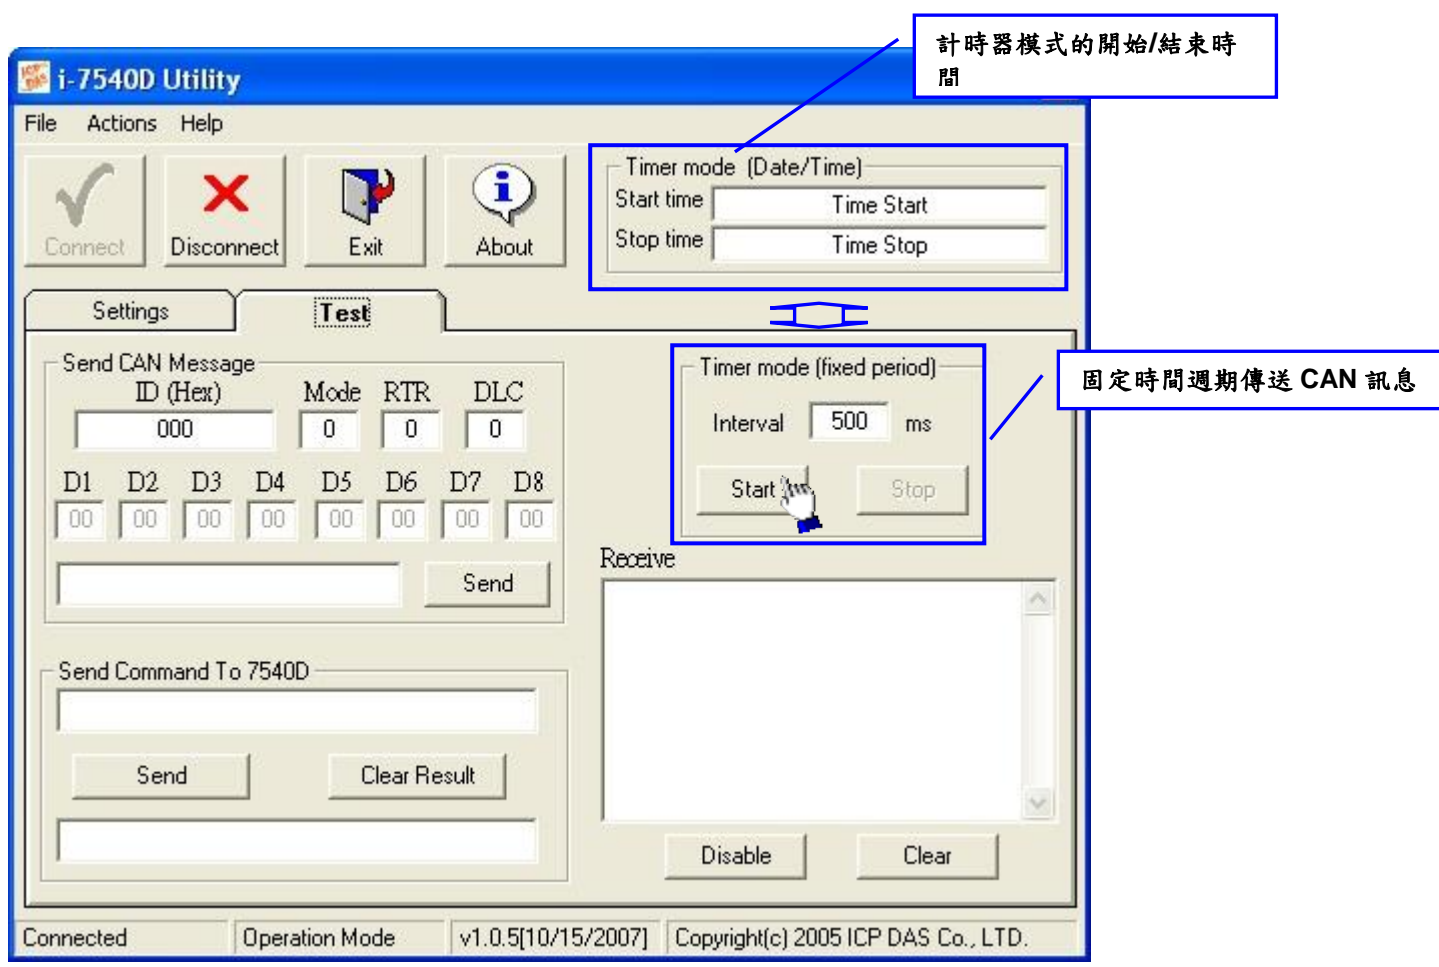 計時器模式的開始/結束時
間
ICP
DAS
i-7540D Utility
File Actions Help
Connect Disconnect Exit About
Timer mode (Date/Time)
Start time Time Start
Stop time Time Stop
Settings Test
Send CAN Message
ID (Hex) Mode RTR DLC
000 0 0 0
D1 D2 D3 D4 D5 D6 D7 D8
00 00 00 00 00 00 00 00
Send
Timer mode (fixed period)
Interval 500 ms
Start Stop
固定時間週期傳送 CAN 訊息
Receive
Send Command To 7540D
Send Clear Result
Disable Clear
Connected Operation Mode v1.0.5[10/15/2007] Copyright(c) 2005 ICP DAS Co., LTD.